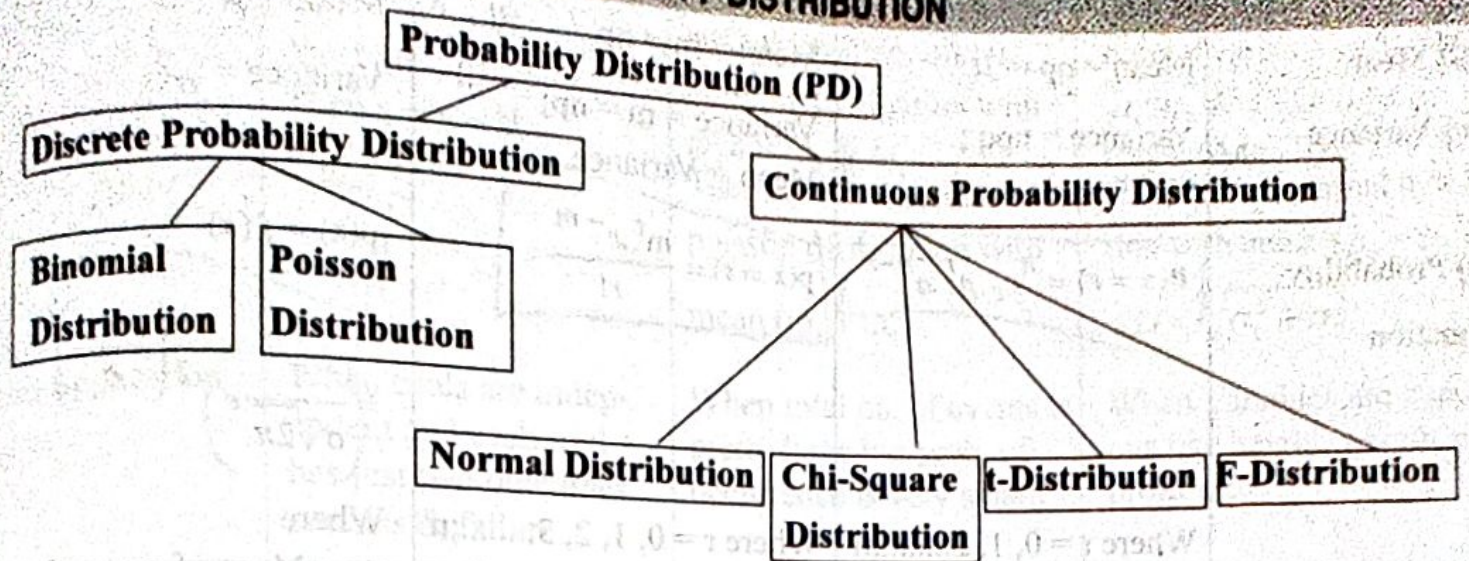 DISTRIBUTION
Probability Distribution (PD)
Discrete Probability Distribution
Continuous Probability Distribution
Binomial
Distribution
Poisson
Distribution
Normal Distribution
Chi-Square
Distribution
t-Distribution
F-Distribution